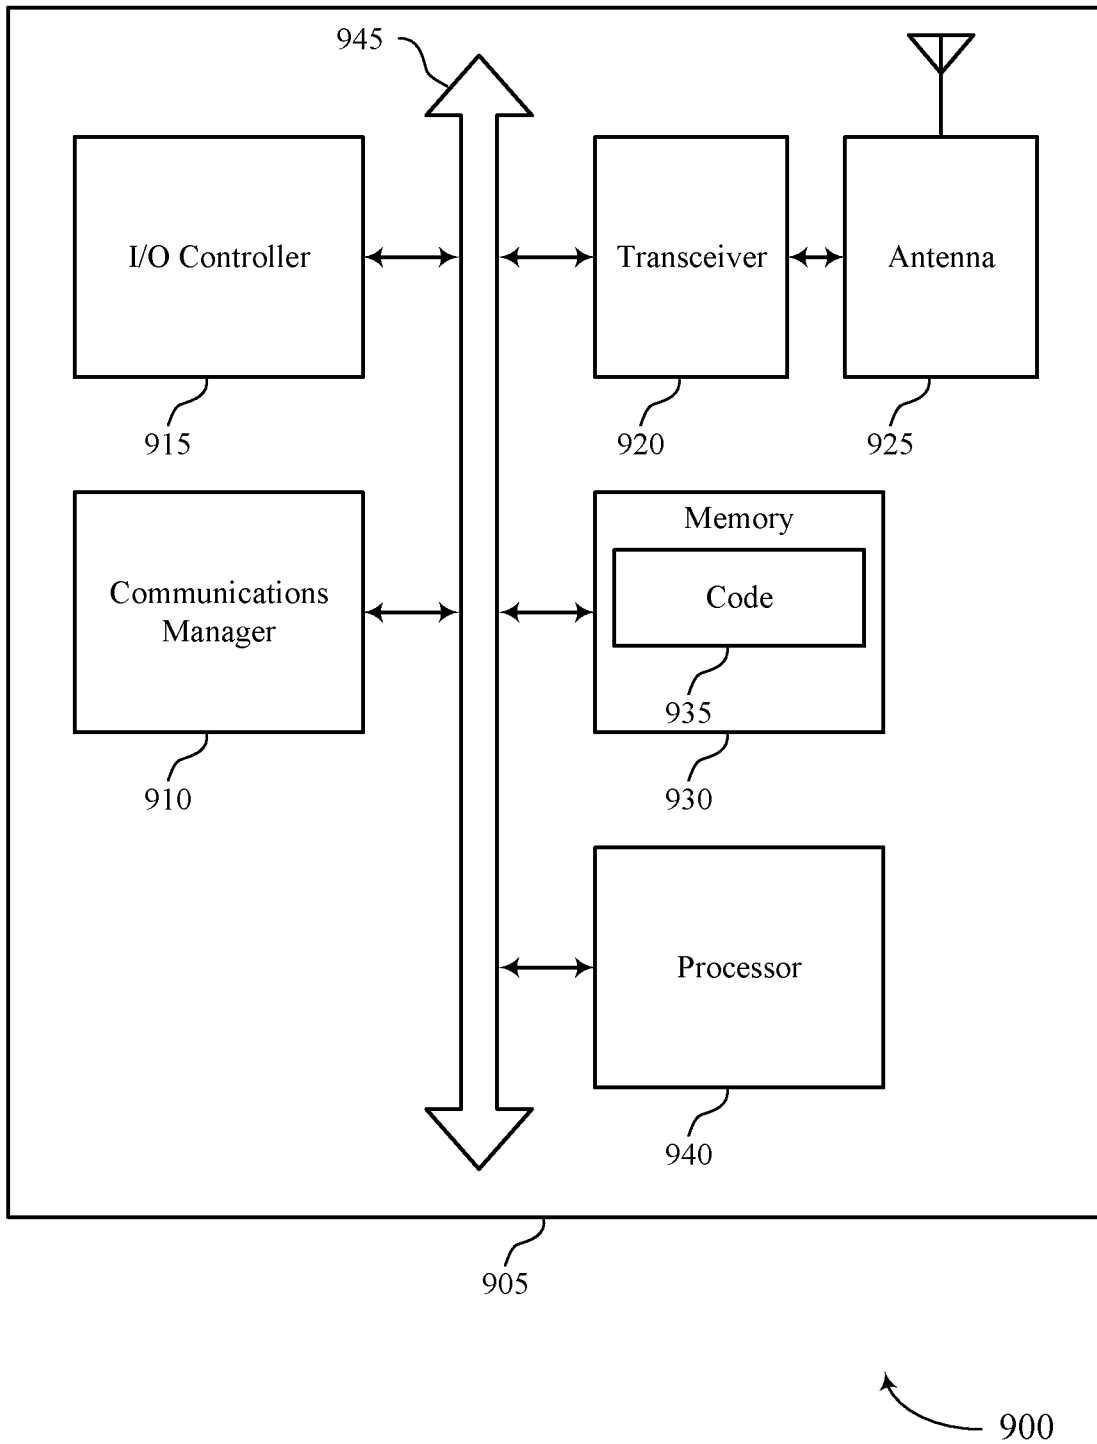 945
I/O Controller
Transceiver
Antenna
915
920
925
Memory
Communications
Manager
Code
935
910
930
Processor
940
905
900